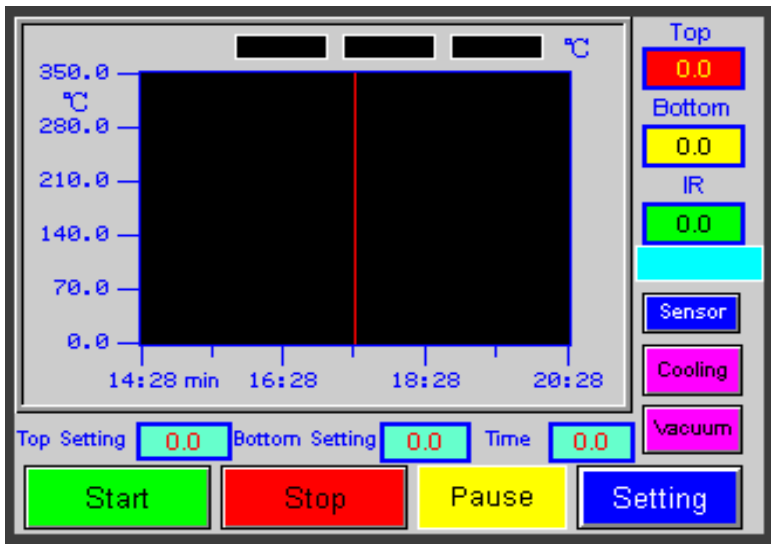 ℃
350.0
℃
280.0
210.0
140.0
70.0
0.0
14:28 min 16:28 18:28 20:28
Top
0.0
Bottom
0.0
IR
0.0
Sensor
Cooling
Vacuum
Top Setting 0.0 Bottom Setting 0.0 Time 0.0
Start Stop Pause Setting